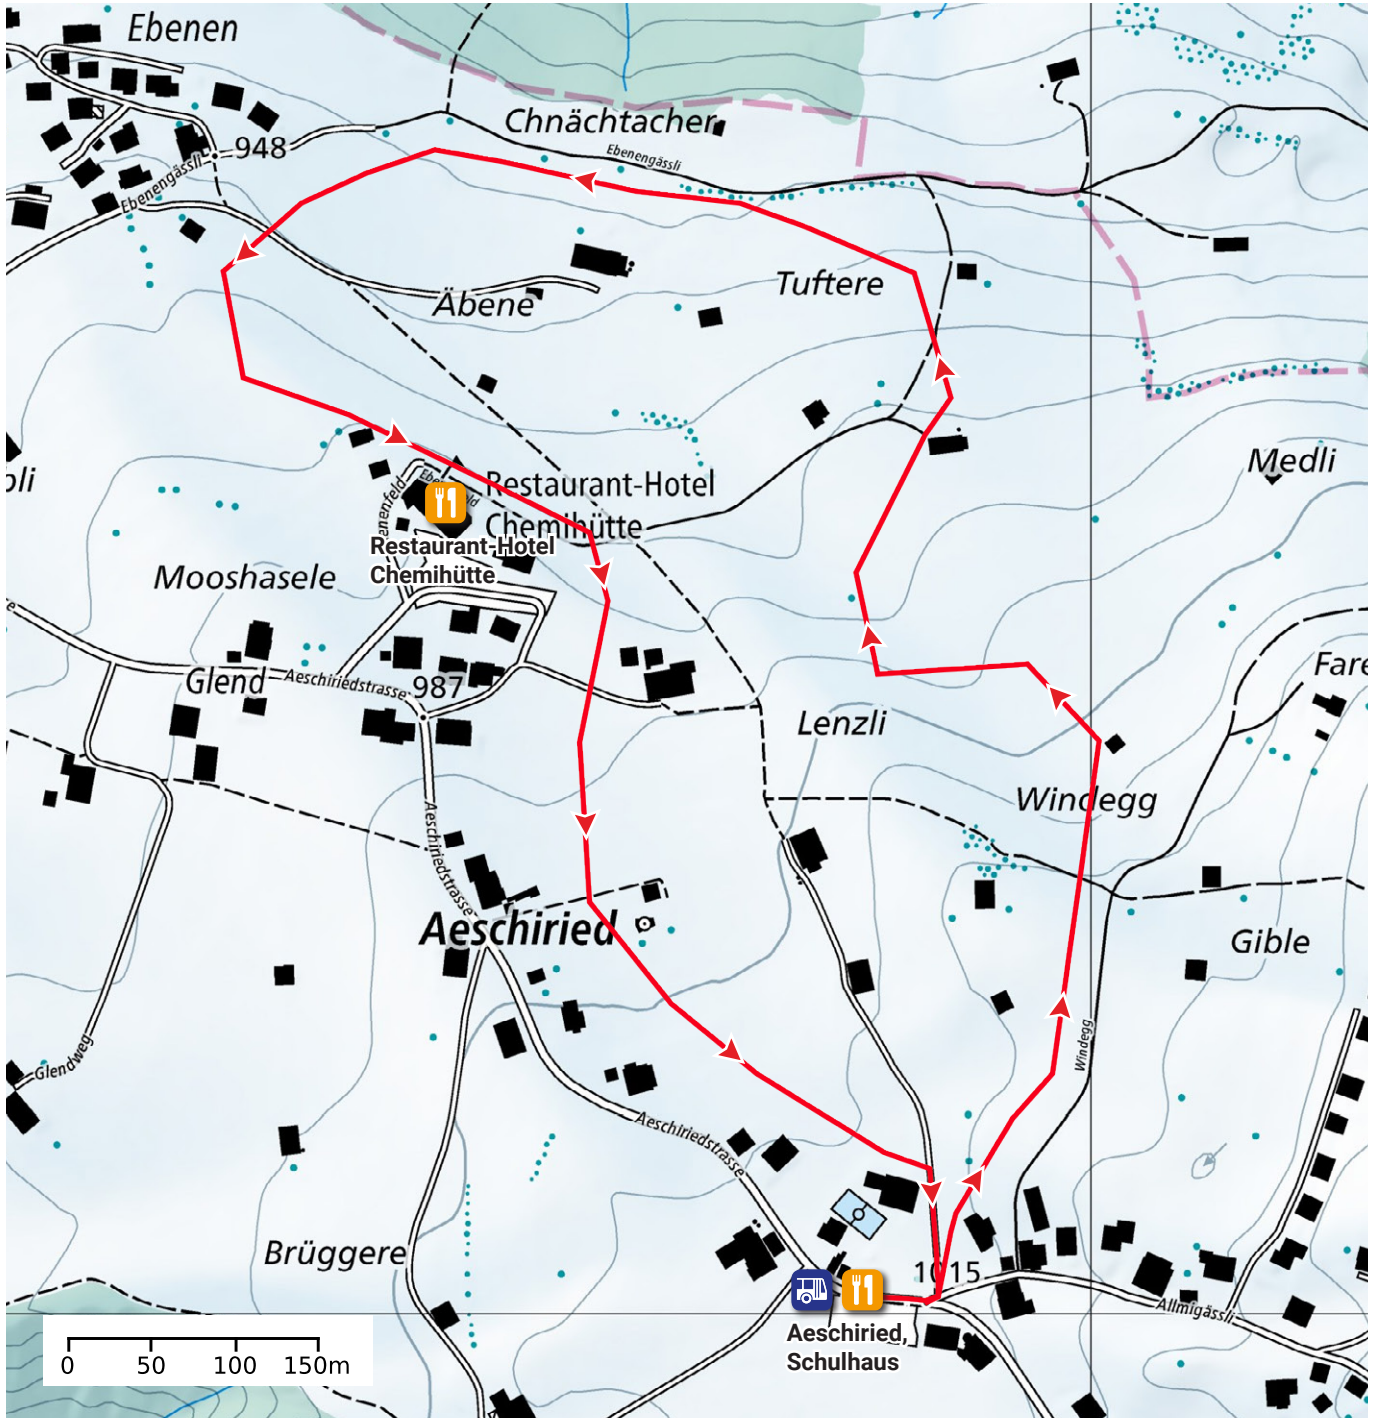 Ebenen
Chnächtacher
Ebenengässli
948
Ebenengässli
Tuftere
Äbene
Medli
Restaurant-Hotel
Chemihütte
Restaurant-Hotel
Chemihütte
Mooshasele
Glend
Aeschiriedstrasse
987
Fare
Lenzli
Windegg
Aeschiriedstrasse
Aeschiried
Gible
Windegg
Glendweg
Aeschiriedstrasse
Brüggere
1015
Allmigässli
Aeschiried,
Schulhaus
0 50 100 150m